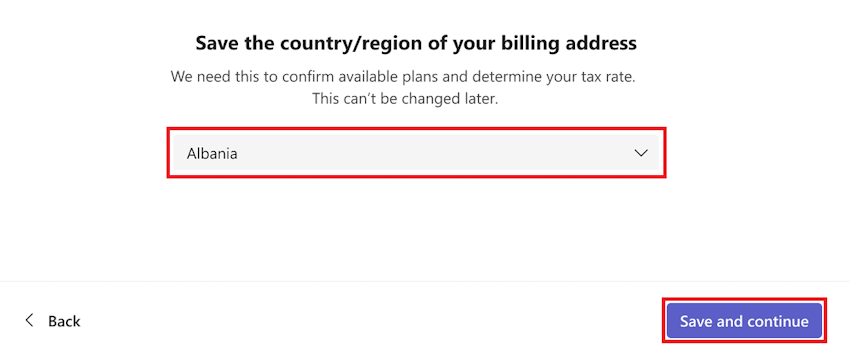 Save the country/region of your billing address
We need this to confirm available plans and determine your tax rate.
This can't be changed later.
Albania
Back
Save and continue